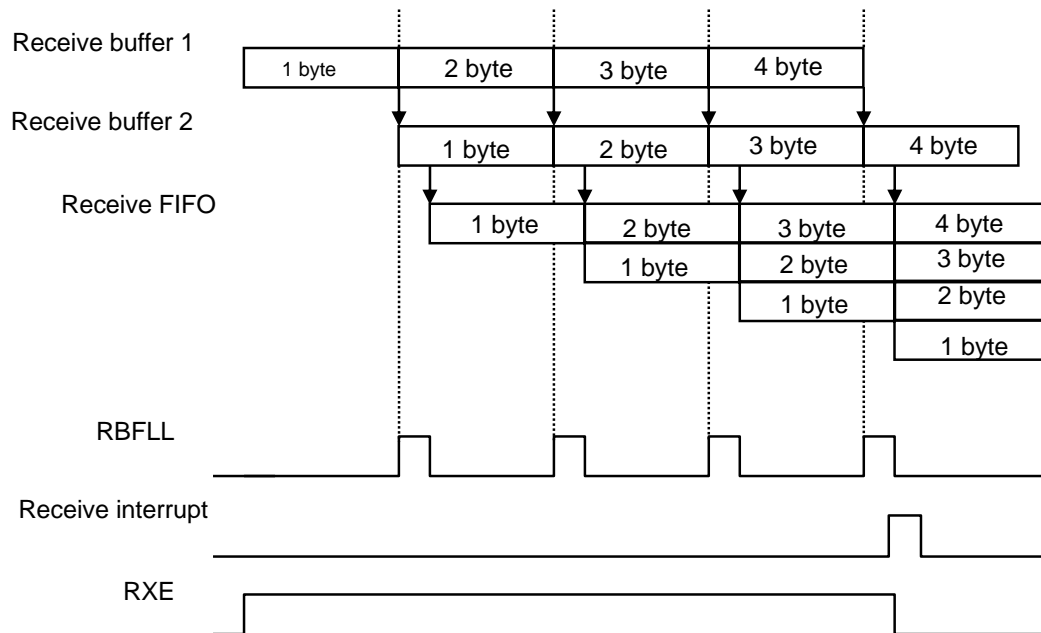 Receive buffer 1
1 byte 2 byte 3 byte 4 byte
Receive buffer 2
1 byte 2 byte 3 byte 4 byte
Receive FIFO
1 byte 2 byte 3 byte 4 byte
1 byte 2 byte 3 byte
1 byte 2 byte
1 byte
RBFLL
Receive interrupt
RXE